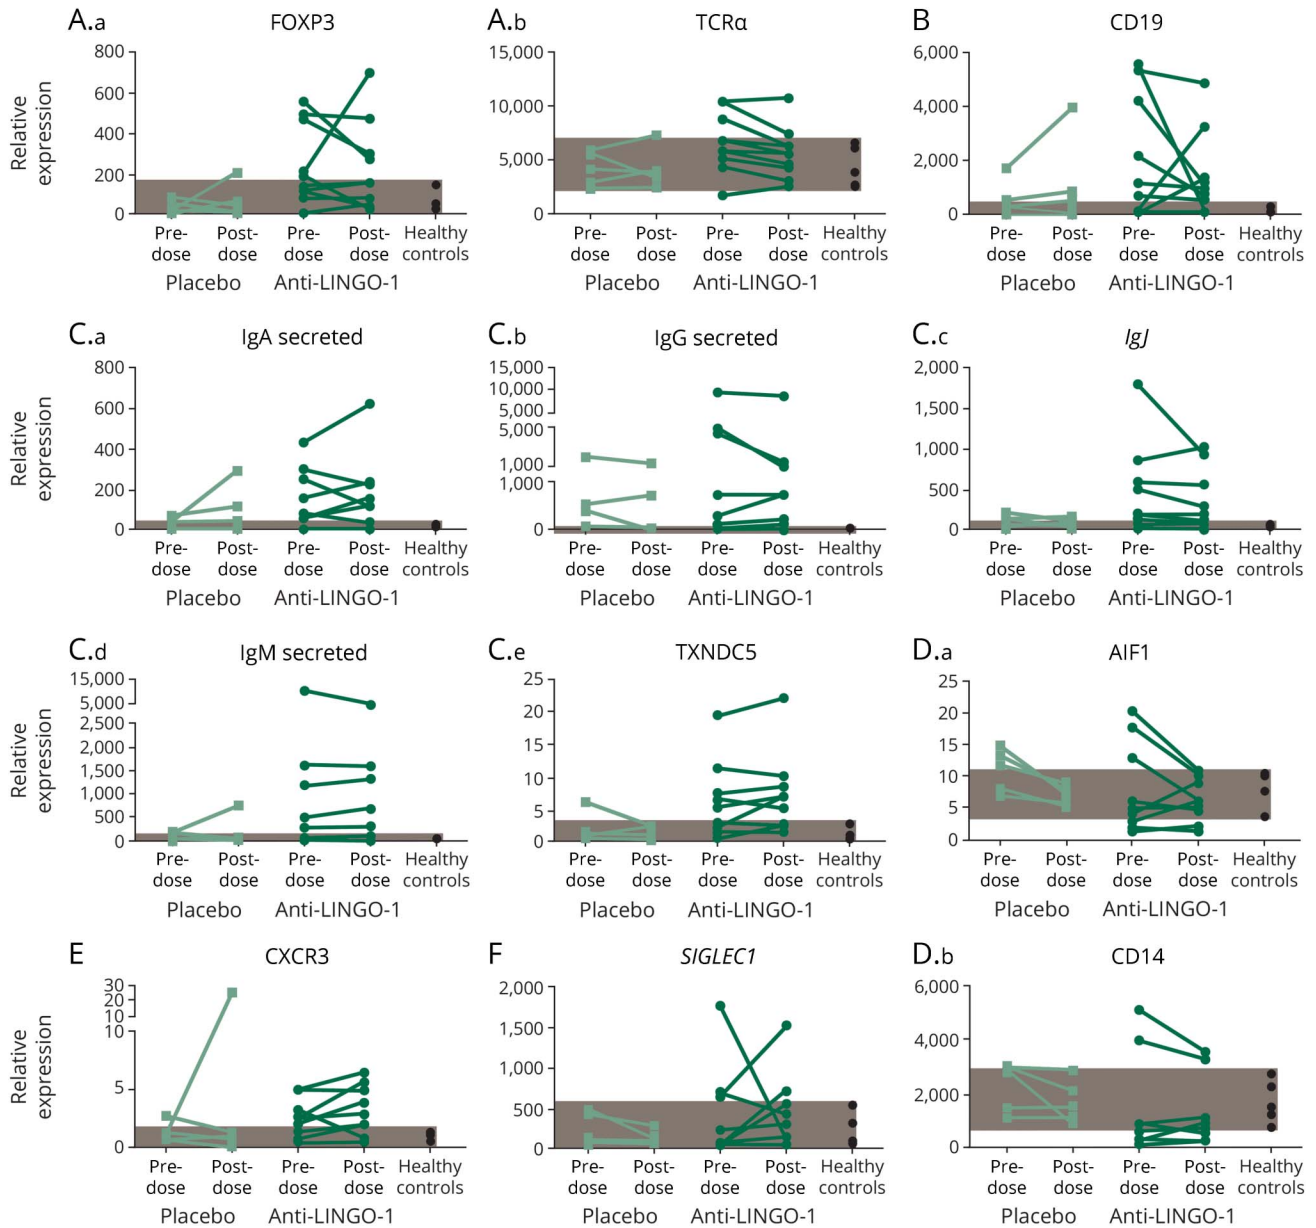 A.a FOXP3
Relative
expression
800
600
400
200
0
Pre-
dose
Post-
dose
Pre-
dose
Post-
dose
Healthy
controls
Placebo
Anti-LINGO-1
A.b TCRα
15,000
10,000
5,000
0
Pre-
dose
Post-
dose
Pre-
dose
Post-
dose
Healthy
controls
Placebo
Anti-LINGO-1
B CD19
6,000
4,000
2,000
0
Pre-
dose
Post-
dose
Pre-
dose
Post-
dose
Healthy
controls
Placebo
Anti-LINGO-1
C.a IgA secreted
Relative
expression
800
600
400
200
0
Pre-
dose
Post-
dose
Pre-
dose
Post-
dose
Healthy
controls
Placebo
Anti-LINGO-1
C.b IgG secreted
15,000
10,000
5,000
5,000
1,000
1,000
0
Pre-
dose
Post-
dose
Pre-
dose
Post-
dose
Healthy
controls
Placebo
Anti-LINGO-1
C.c IgJ
2,000
1,500
1,000
500
0
Pre-
dose
Post-
dose
Pre-
dose
Post-
dose
Healthy
controls
Placebo
Anti-LINGO-1
C.d IgM secreted
Relative
expression
15,000
5,000
2,500
2,000
1,500
1,000
500
0
Pre-
dose
Post-
dose
Pre-
dose
Post-
dose
Healthy
controls
Placebo
Anti-LINGO-1
C.e TXNDC5
25
20
15
10
5
0
Pre-
dose
Post-
dose
Pre-
dose
Post-
dose
Healthy
controls
Placebo
Anti-LINGO-1
D.a AIF1
25
20
15
10
5
0
Pre-
dose
Post-
dose
Pre-
dose
Post-
dose
Healthy
controls
Placebo
Anti-LINGO-1
E CXCR3
Relative
expression
30
20
10
10
5
0
Pre-
dose
Post-
dose
Pre-
dose
Post-
dose
Healthy
controls
Placebo
Anti-LINGO-1
F SIGLEC1
2,000
1,500
1,000
500
0
Pre-
dose
Post-
dose
Pre-
dose
Post-
dose
Healthy
controls
Placebo
Anti-LINGO-1
D.b CD14
6,000
4,000
2,000
0
Pre-
dose
Post-
dose
Pre-
dose
Post-
dose
Healthy
controls
Placebo
Anti-LINGO-1